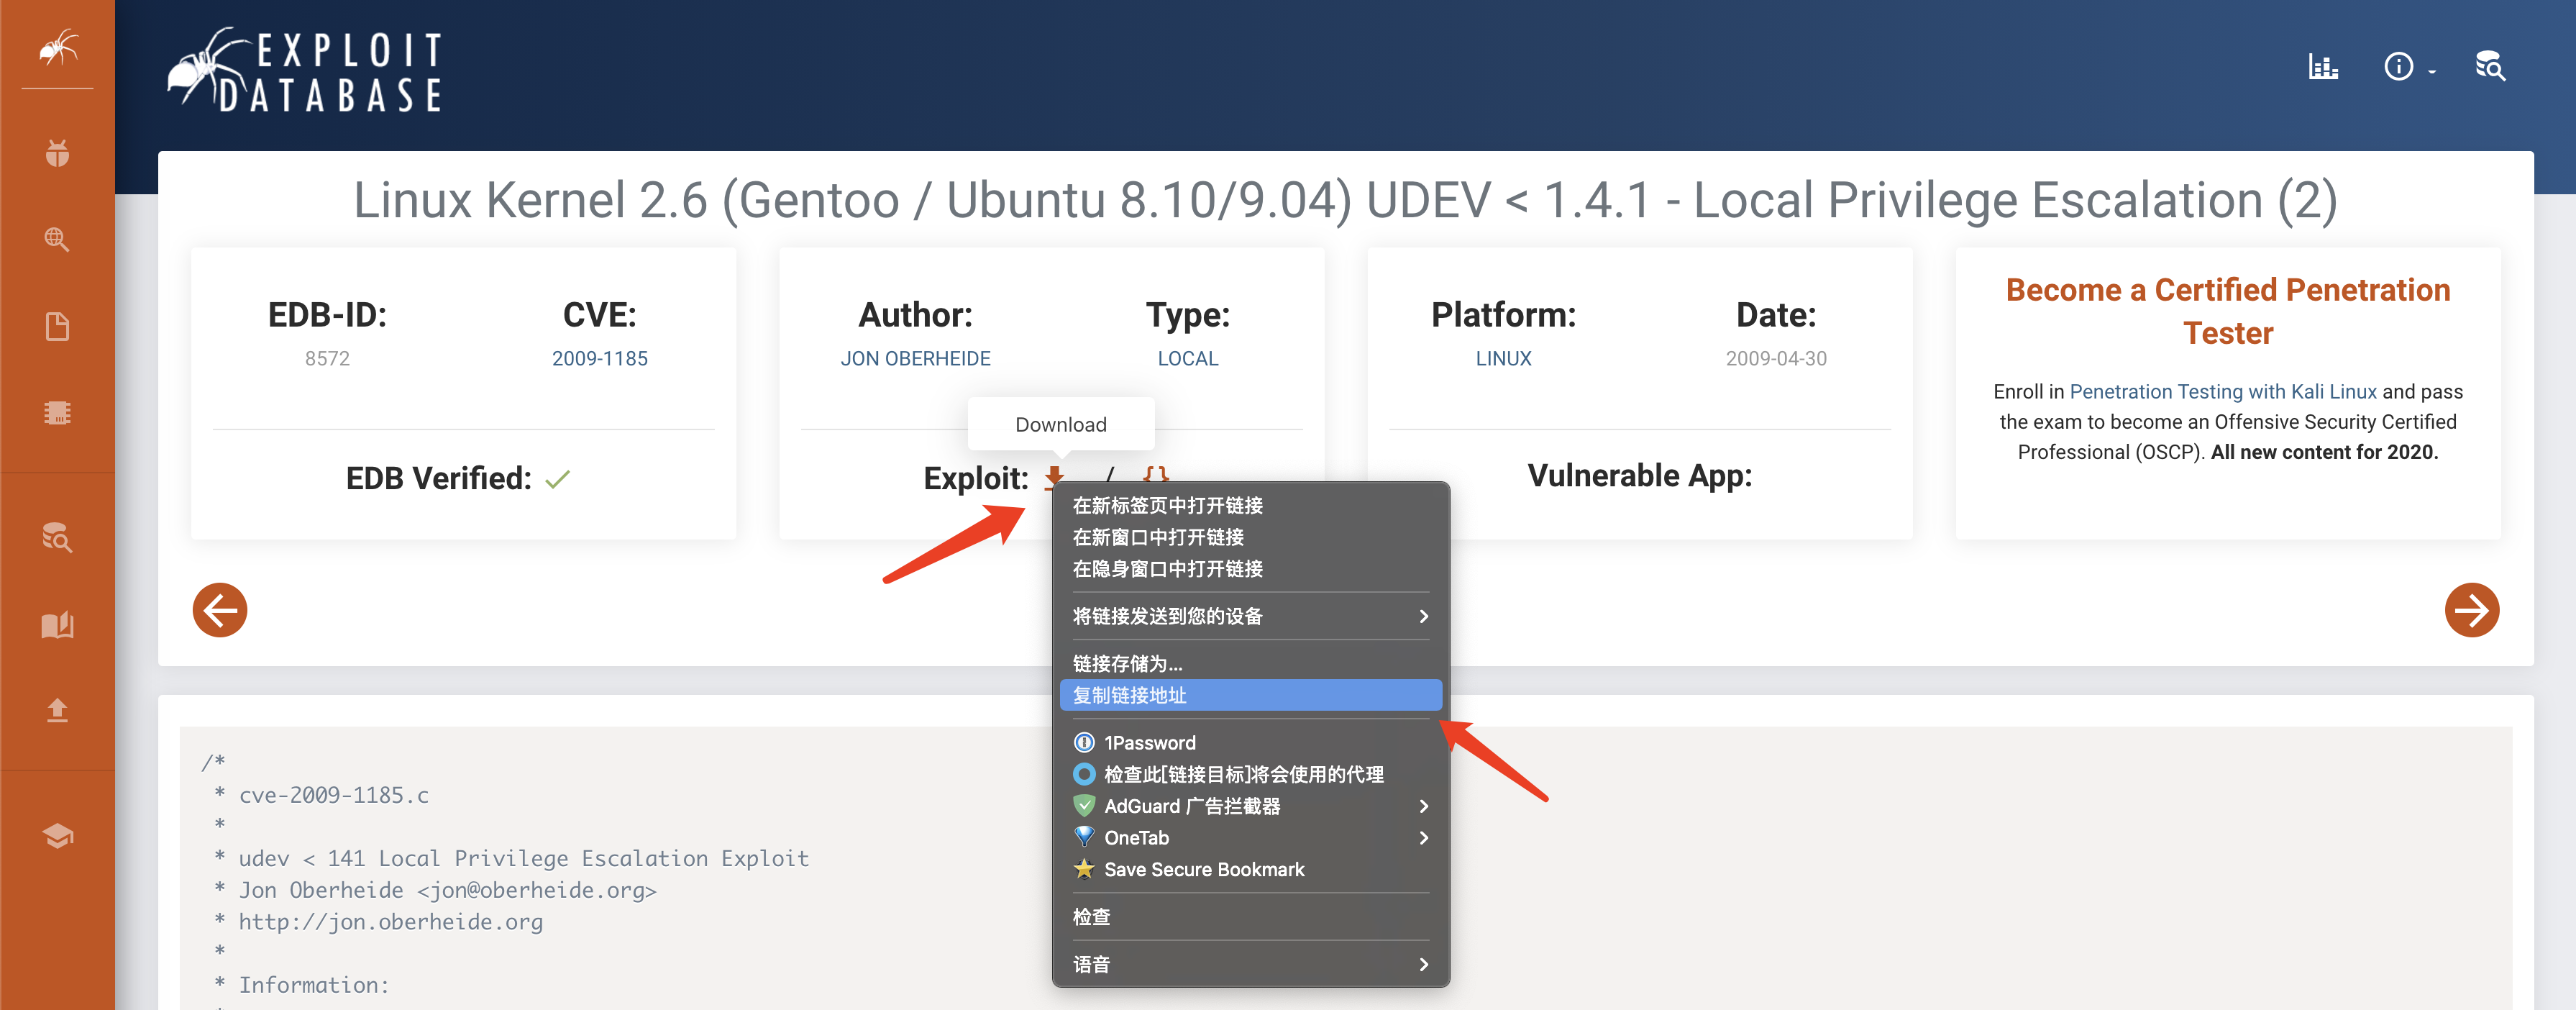 EXPLOIT
DATABASE
Linux Kernel 2.6 (Gentoo / Ubuntu 8.10/9.04) UDEV < 1.4.1 - Local Privilege Escalation (2)
EDB-ID:
8572
CVE:
2009-1185
EDB Verified:
Author:
JON OBERHEIDE
Type:
LOCAL
Download
Exploit: / {}
Platform:
LINUX
Date:
2009-04-30
Vulnerable App:
Become a Certified Penetration
Tester
Enroll in Penetration Testing with Kali Linux and pass
the exam to become an Offensive Security Certified
Professional (OSCP). All new content for 2020.
在新标签页中打开链接
在新窗口中打开链接
在隐身窗口中打开链接
将链接发送到您的设备
链接存储为...
复制链接地址
1Password
检查此[链接目标]将会使用的代理
AdGuard 广告拦截器
OneTab
Save Secure Bookmark
检查
语音
/*
* cve-2009-1185.c
*
* udev < 141 Local Privilege Escalation Exploit
* Jon Oberheide <jon@oberheide.org>
* http://jon.oberheide.org
*
* Information: